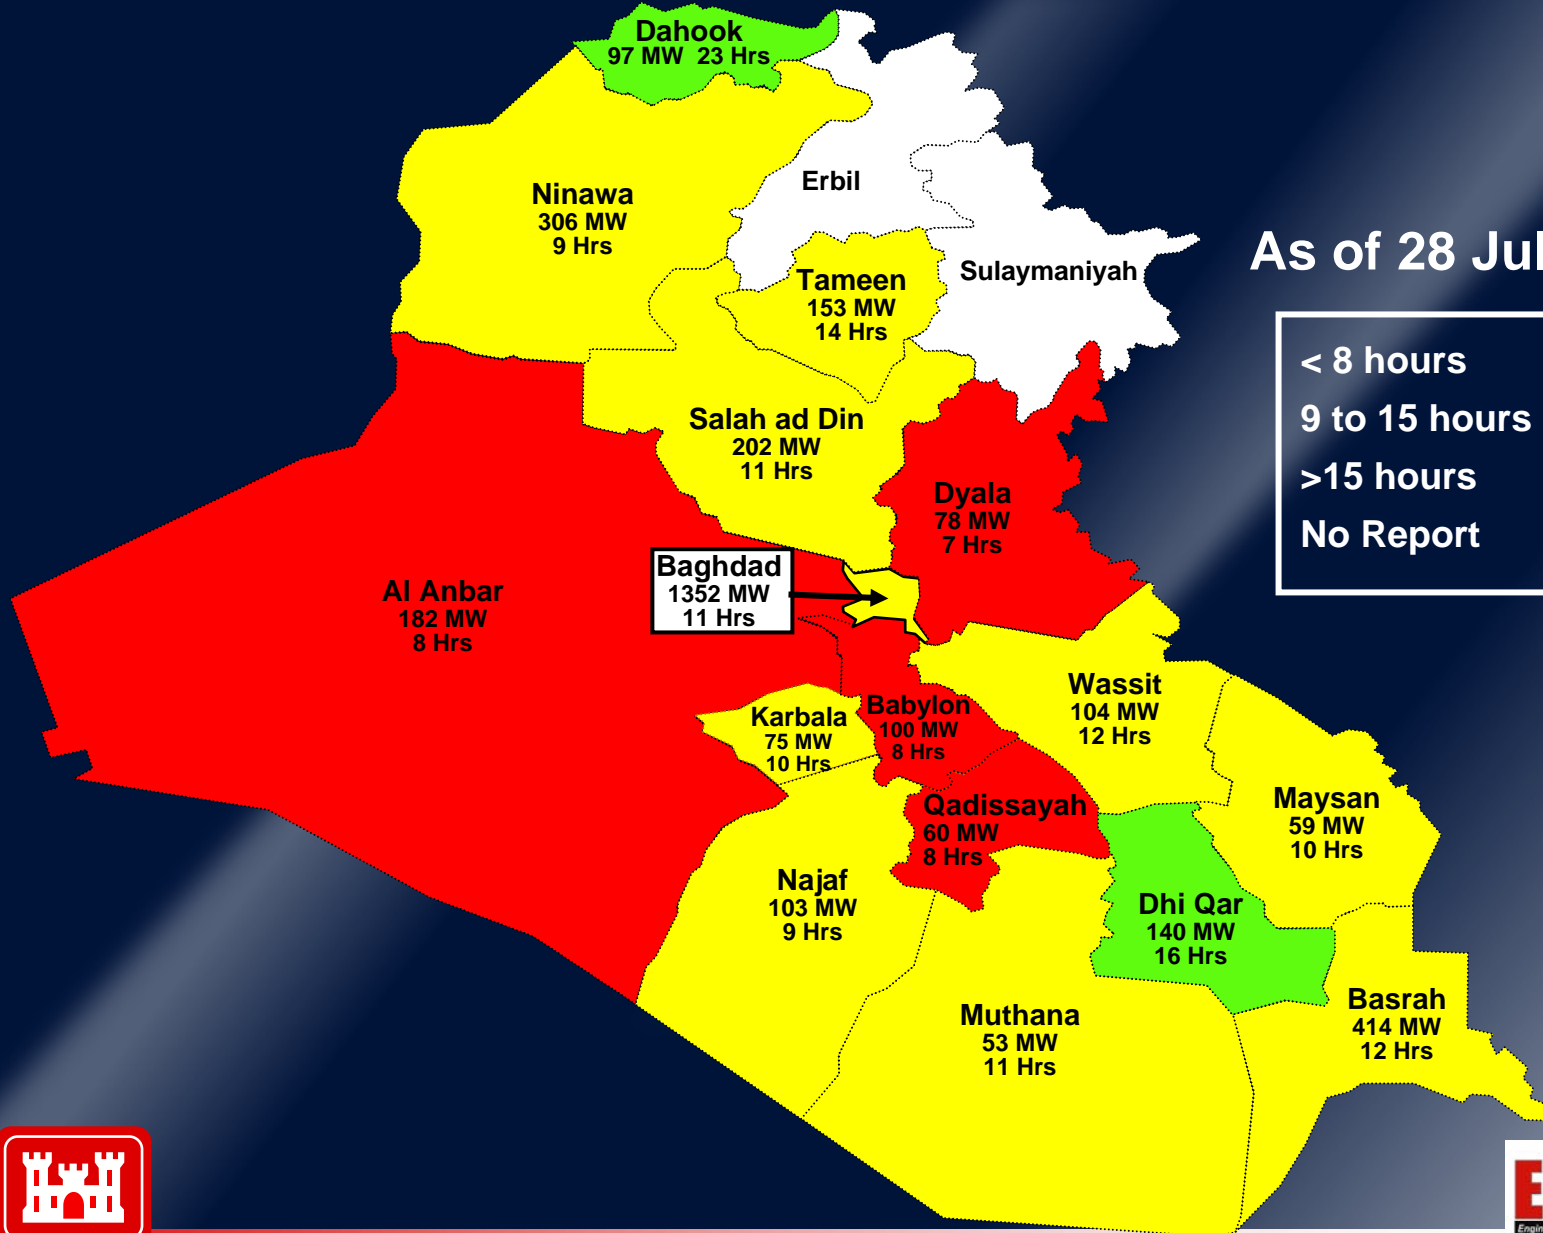 Dahook
97 MW  23 Hrs
Ninawa
306 MW
9 Hrs
Erbil
Tameen
153 MW
14 Hrs
Sulaymaniyah
As of 28 Jul
< 8 hours
9 to 15 hours
>15 hours
No Report
Salah ad Din
202 MW
11 Hrs
Dyala
78 MW
7 Hrs
Baghdad
1352 MW
11 Hrs
Al Anbar
182 MW
8 Hrs
Wassit
104 MW
12 Hrs
Karbala
75 MW
10 Hrs
Babylon
100 MW
8 Hrs
Qadissayah
60 MW
8 Hrs
Maysan
59 MW
10 Hrs
Najaf
103 MW
9 Hrs
Dhi Qar
140 MW
16 Hrs
Muthana
53 MW
11 Hrs
Basrah
414 MW
12 Hrs
E
Engin